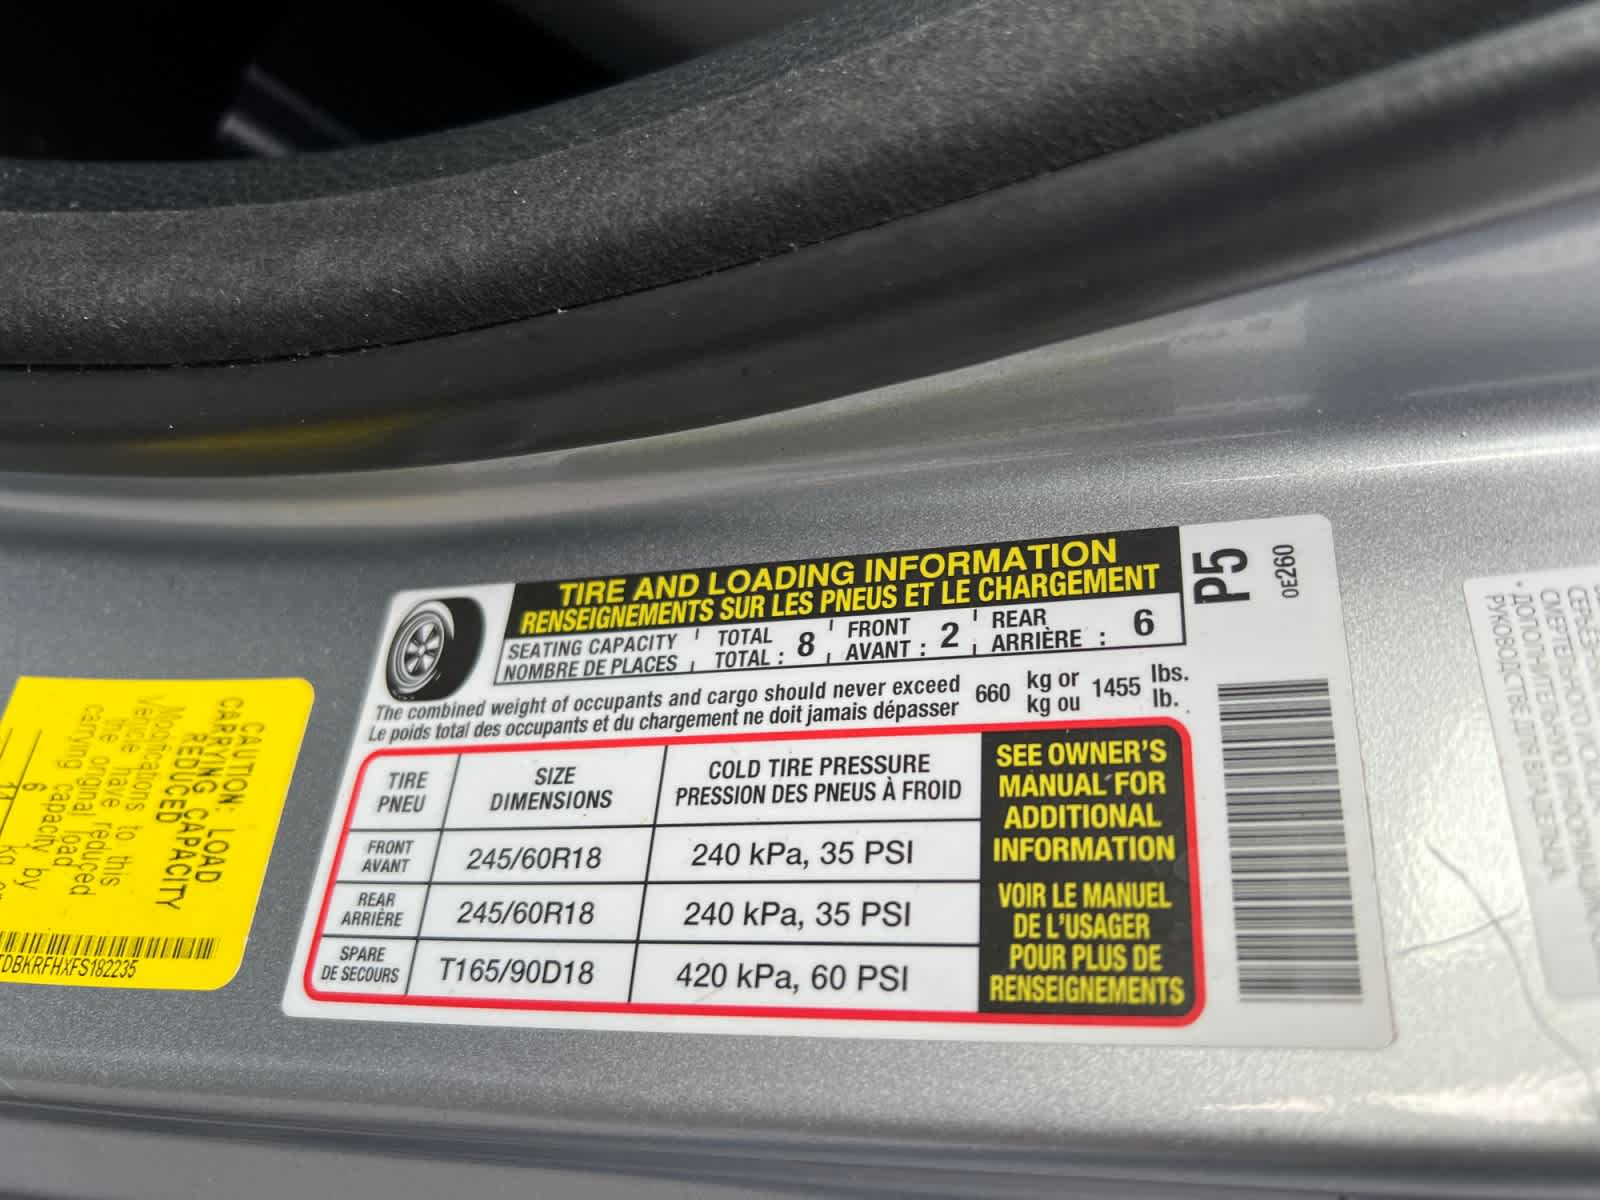 TIRE AND LOADING INFORMATION
RENSEIGNEMENTS SUR LES PNEUS ET LE CHARGEMENT
SEATING CAPACITY TOTAL FRONT REAR
NOMBRE DE PLACES TOTAL : 8 AVANT : 2 ARRIÈRE : 6
The combined weight of occupants and cargo should never exceed 660 kg or 1455 lbs.
Le poids total des occupants et du chargement ne doit jamais dépasser kg ou lb.
TIRE SIZE COLD TIRE PRESSURE
PNEU DIMENSIONS PRESSION DES PNEUS À FROID
FRONT
AVANT 245/60R18 240 kPa, 35 PSI
REAR
ARRIÈRE 245/60R18 240 kPa, 35 PSI
SPARE
DE SECOURS T165/90D18 420 kPa, 60 PSI
SEE OWNER'S
MANUAL FOR
ADDITIONAL
INFORMATION
VOIR LE MANUEL
DE L'USAGER
POUR PLUS DE
RENSEIGNEMENTS
P5
0E260
CAUTION: LOAD
CARRYING CAPACITY
REDUCED
Modifications to this
vehicle have reduced
the original load
carrying capacity by
6
kg
TDBKRFHXFS182235
РУКОВОДСТВЕ ДЛЯ ВЛАДЕЛЬЦА